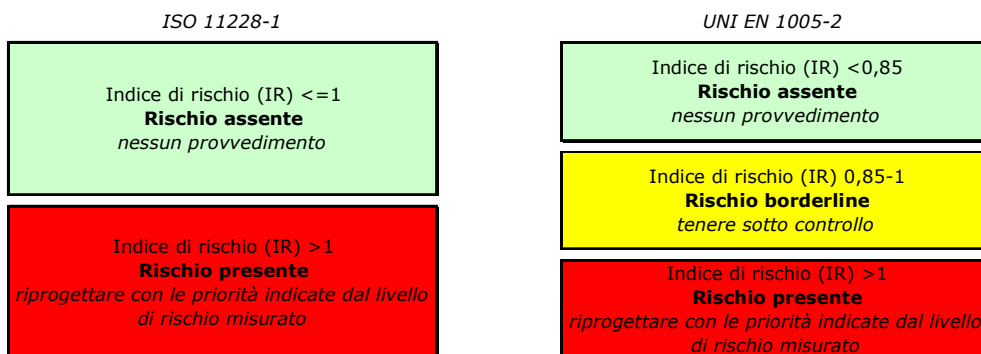 ISO 11228-1
Indice di rischio (IR) <=1
Rischio assente
nessun provvedimento
Indice di rischio (IR) >1
Rischio presente
riprogettare con le priorità indicate dal livello
di rischio misurato
UNI EN 1005-2
Indice di rischio (IR) <0,85
Rischio assente
nessun provvedimento
Indice di rischio (IR) 0,85-1
Rischio borderline
tenere sotto controllo
Indice di rischio (IR) >1
Rischio presente
riprogettare con le priorità indicate dal livello
di rischio misurato